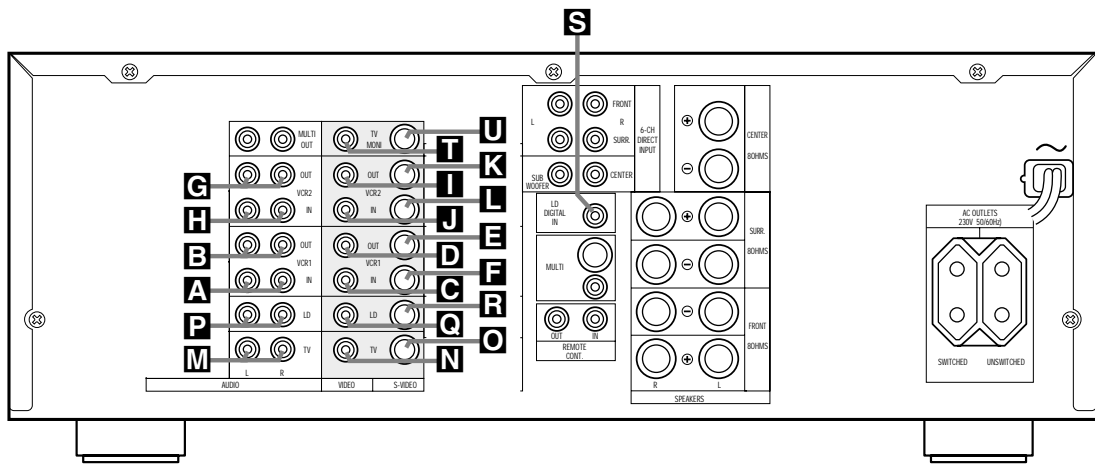 S
U
T
K
I
L
J
E
D
F
C
R
Q
O
N
G
H
B
A
P
M
MULTI
OUT
OUT
VCR2
IN
OUT
VCR1
IN
LD
TV
L R
AUDIO
TV
MONI
OUT
VCR2
IN
OUT
VCR1
IN
LD
TV
VIDEO
S-VIDEO
L
FRONT
R
SURR.
6-CH
DIRECT
INPUT
SUB
WOOFER
CENTER
LD
DIGITAL
IN
MULTI
OUT IN
REMOTE
CONT.
⊕
CENTER
8OHMS
⊖
⊕
SURR.
⊖
8OHMS
⊖
FRONT
⊕
8OHMS
R L
SPEAKERS
~
AC OUTLETS
230V 50/60Hz)
SWITCHED UNSWITCHED